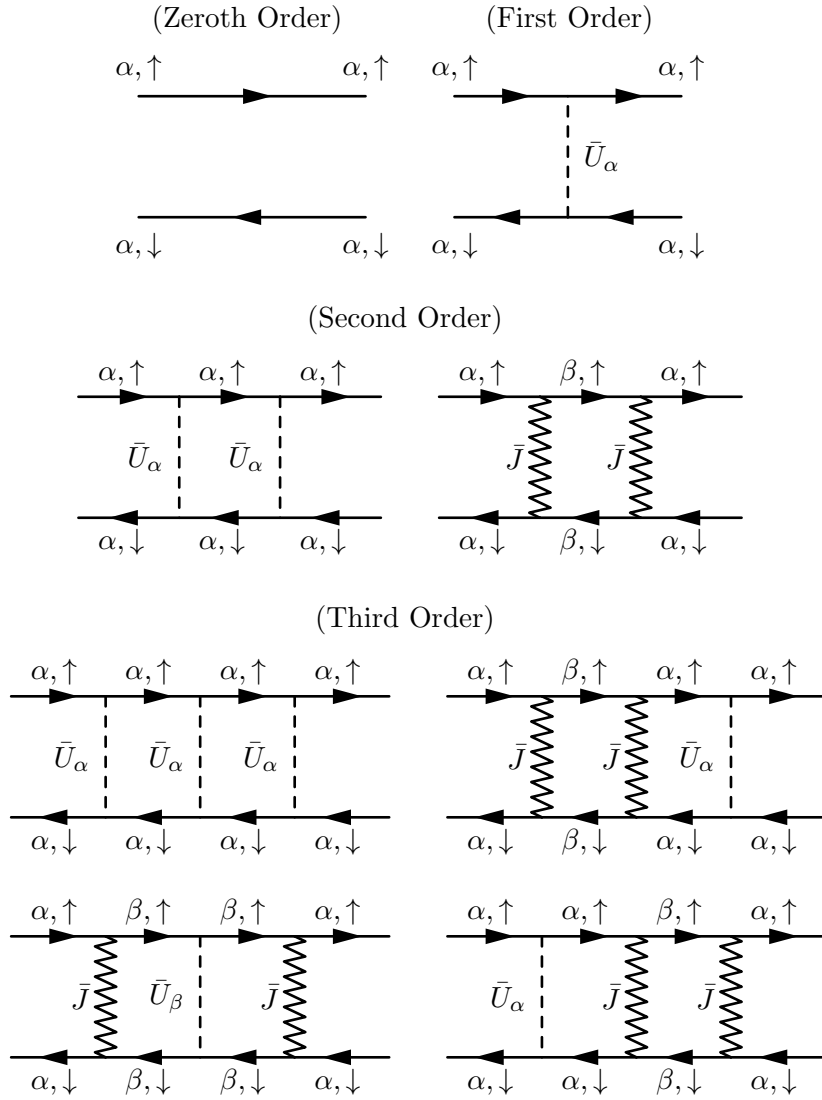 (Zeroth Order) (First Order)
α, ↑ α, ↑ α, ↑ α, ↑
Ū_α
α, ↓ α, ↓ α, ↓ α, ↓
(Second Order)
α, ↑ α, ↑ α, ↑ α, ↑ β, ↑ α, ↑
Ū_α Ū_α J̄ J̄
α, ↓ α, ↓ α, ↓ α, ↓ β, ↓ α, ↓
(Third Order)
α, ↑ α, ↑ α, ↑ α, ↑ α, ↑ β, ↑ α, ↑ α, ↑
Ū_α Ū_α Ū_α J̄ J̄ Ū_α
α, ↓ α, ↓ α, ↓ α, ↓ α, ↓ β, ↓ α, ↓ α, ↓
α, ↑ β, ↑ β, ↑ α, ↑ α, ↑ α, ↑ β, ↑ α, ↑
J̄ Ū_β J̄ Ū_α J̄ J̄
α, ↓ β, ↓ β, ↓ α, ↓ α, ↓ α, ↓ β, ↓ α, ↓